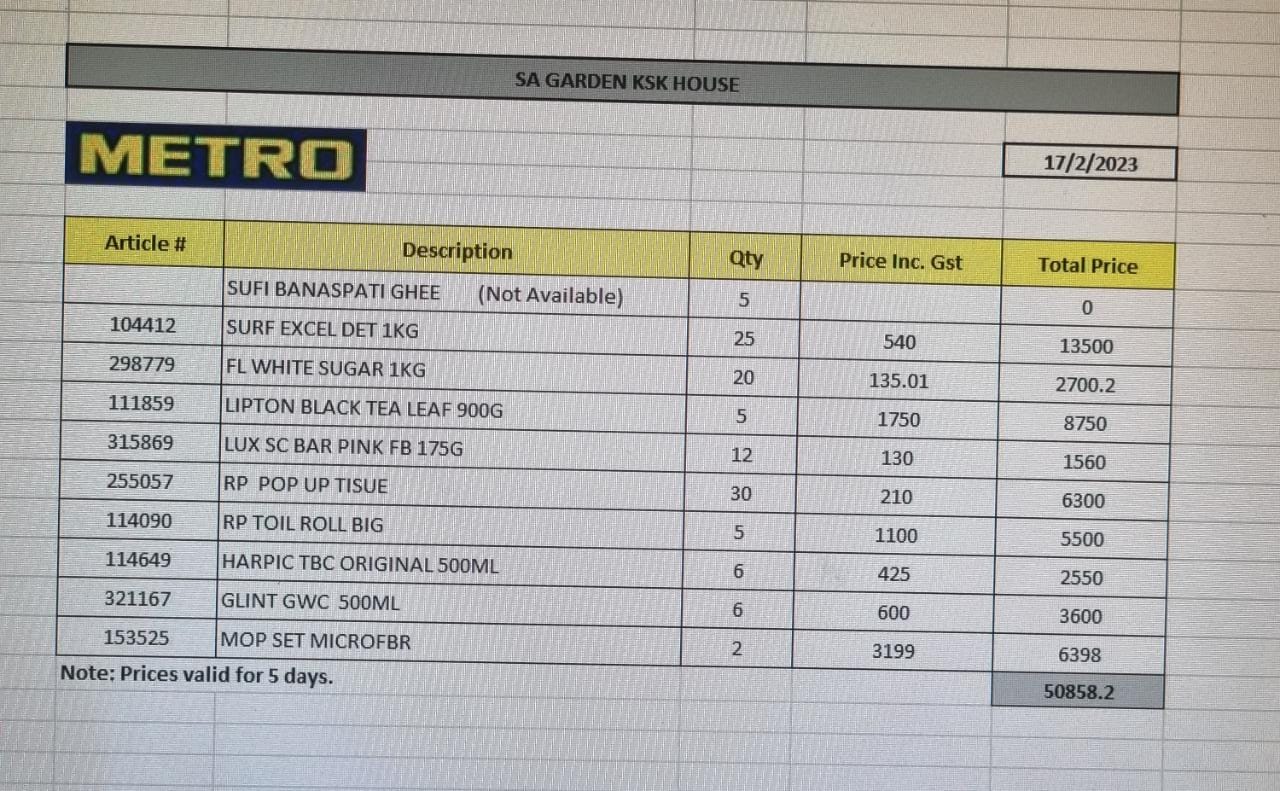 SA GARDEN KSK HOUSE
METRO
17/2/2023
Article # Description Qty Price Inc. Gst Total Price
SUFI BANASPATI GHEE (Not Available) 5 0
104412 SURF EXCEL DET 1KG 25 540 13500
298779 FL WHITE SUGAR 1KG 20 135.01 2700.2
111859 LIPTON BLACK TEA LEAF 900G 5 1750 8750
315869 LUX SC BAR PINK FB 175G 12 130 1560
255057 RP POP UP TISUE 30 210 6300
114090 RP TOIL ROLL BIG 5 1100 5500
114649 HARPIC TBC ORIGINAL 500ML 6 425 2550
321167 GLINT GWC 500ML 6 600 3600
153525 MOP SET MICROFBR 2 3199 6398
Note: Prices valid for 5 days. 50858.2